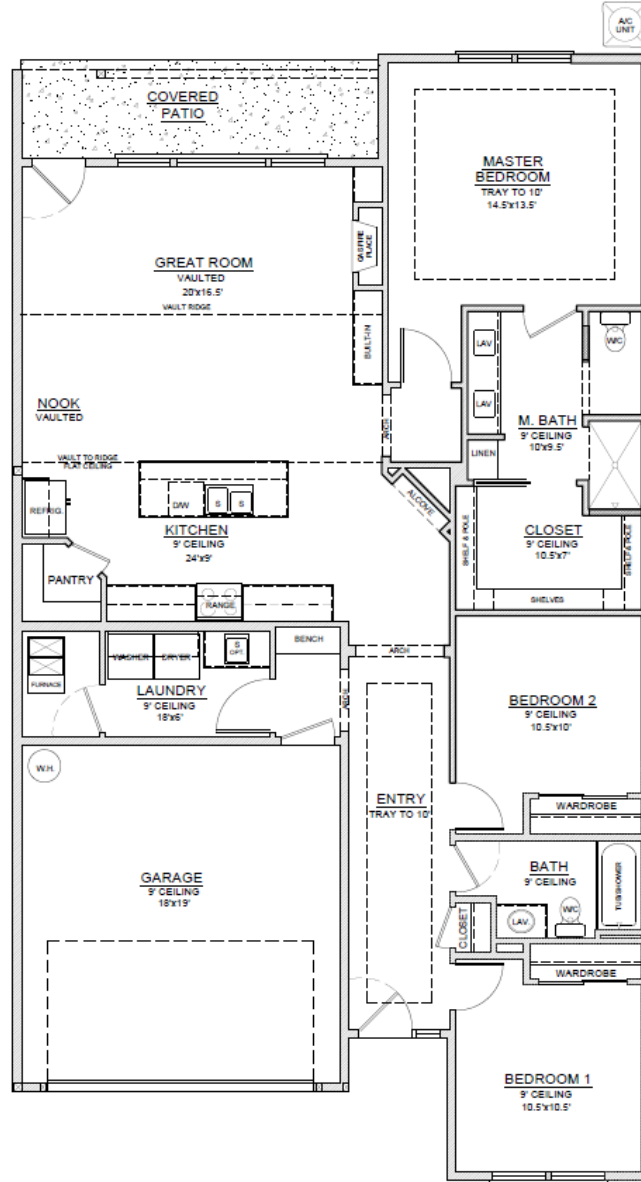 A/C
UNIT
COVERED
PATIO
MASTER
BEDROOM
TRAY TO 10'
14.5'x13.5'
GAS FIRE
PLACE
GREAT ROOM
VAULTED
20'x16.5'
VAULT RIDGE
BUILT-IN
LAV
W/C
LAV
NOOK
VAULTED
ARCH
M. BATH
9' CEILING
10'x9.5'
LINEN
VAULT TO RIDGE
FLAT CEILING
REFRIG.
D/W
S
S
ALCOVE
KITCHEN
9' CEILING
24'x9'
SHELF & POLE
CLOSET
9' CEILING
10.5'x7'
SHELF & POLE
PANTRY
RANGE
SHELVES
BENCH
S
OPT.
WASHER
DRYER
ARCH
FURNACE
LAUNDRY
9' CEILING
18'x6'
ARCH
BEDROOM 2
9' CEILING
10.5'x10'
W.H.
ENTRY
TRAY TO 10'
WARDROBE
GARAGE
9' CEILING
18'x19'
BATH
9' CEILING
TUB/SHOWER
CLOSET
LAV.
W/C
WARDROBE
BEDROOM 1
9' CEILING
10.5'x10.5'